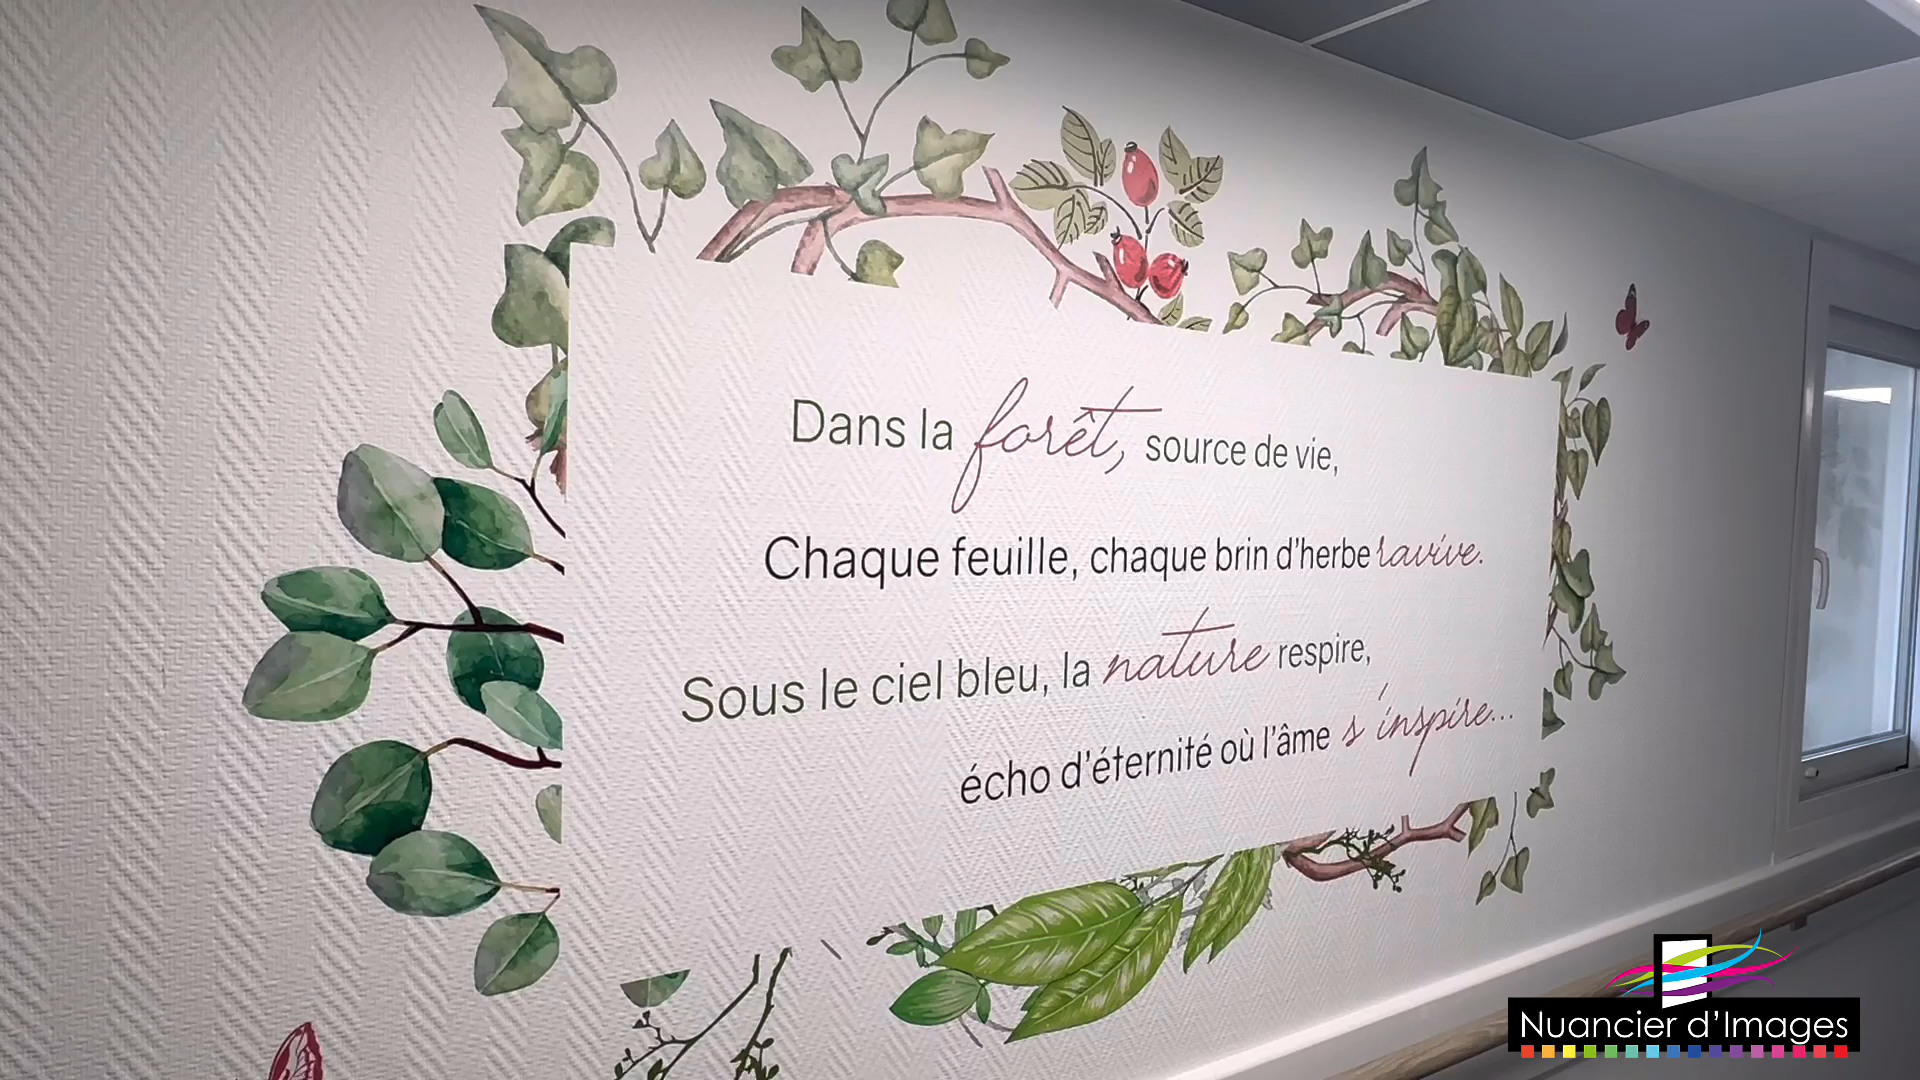 Dans la forêt, source de vie,
Chaque feuille, chaque brin d'herbe ravive.
Sous le ciel bleu, la nature respire,
écho d'éternité où l'âme s'inspire...
Nuancier d'Images